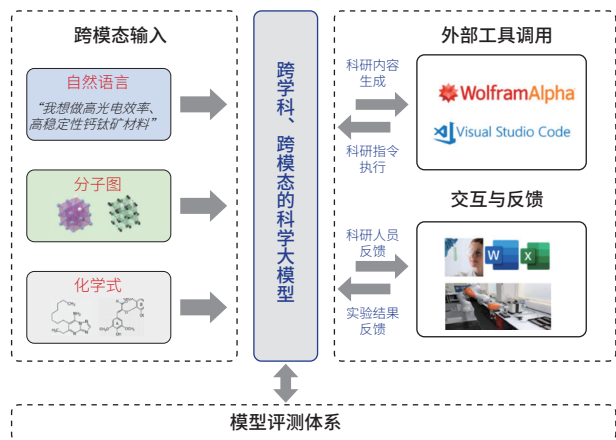 跨模态输入
自然语言
“我想做高光电效率、
高稳定性钙钛矿材料”
分子图
化学式
跨学科、跨模态的科学大模型
外部工具调用
科研内容
生成
科研指令
执行
WolframAlpha
Visual Studio Code
交互与反馈
科研人员
反馈
实验结果
反馈
W
X
模型评测体系